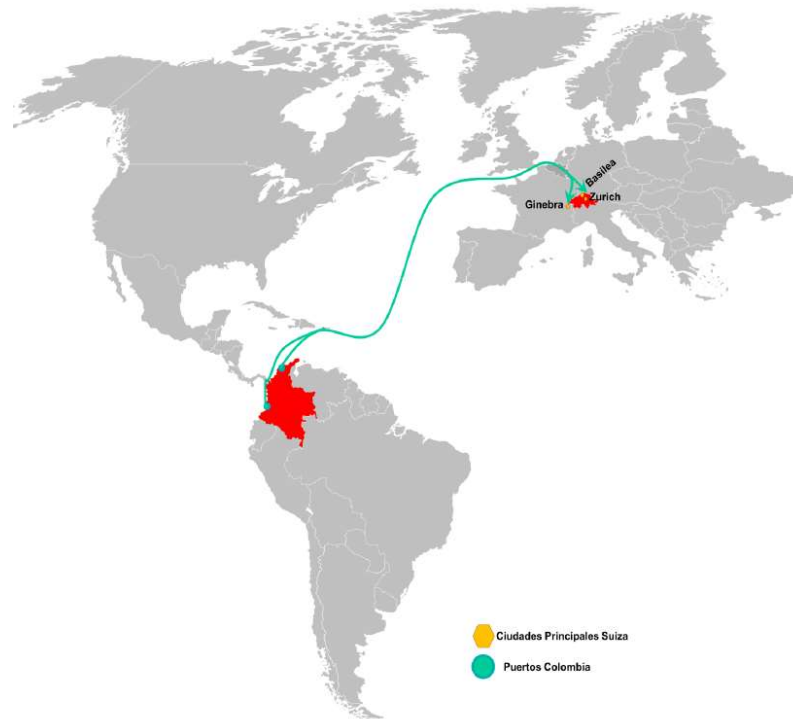 Basilea
Zurich
Ginebra
Ciudades Principales Suiza
Puertos Colombia